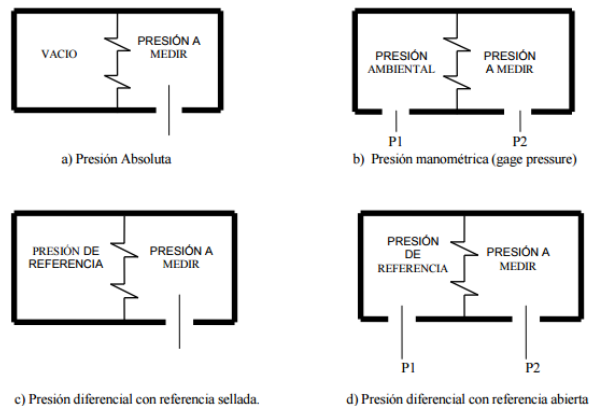 VACIO
PRESIÓN A
MEDIR
a) Presión Absoluta
PRESIÓN
AMBIENTAL
PRESIÓN
A MEDIR
P1
P2
b) Presión manométrica (gage pressure)
PRESIÓN DE
REFERENCIA
PRESIÓN A
MEDIR
c) Presión diferencial con referencia sellada.
PRESIÓN
DE
REFERENCIA
PRESIÓN A
MEDIR
P1
P2
d) Presión diferencial con referencia abierta